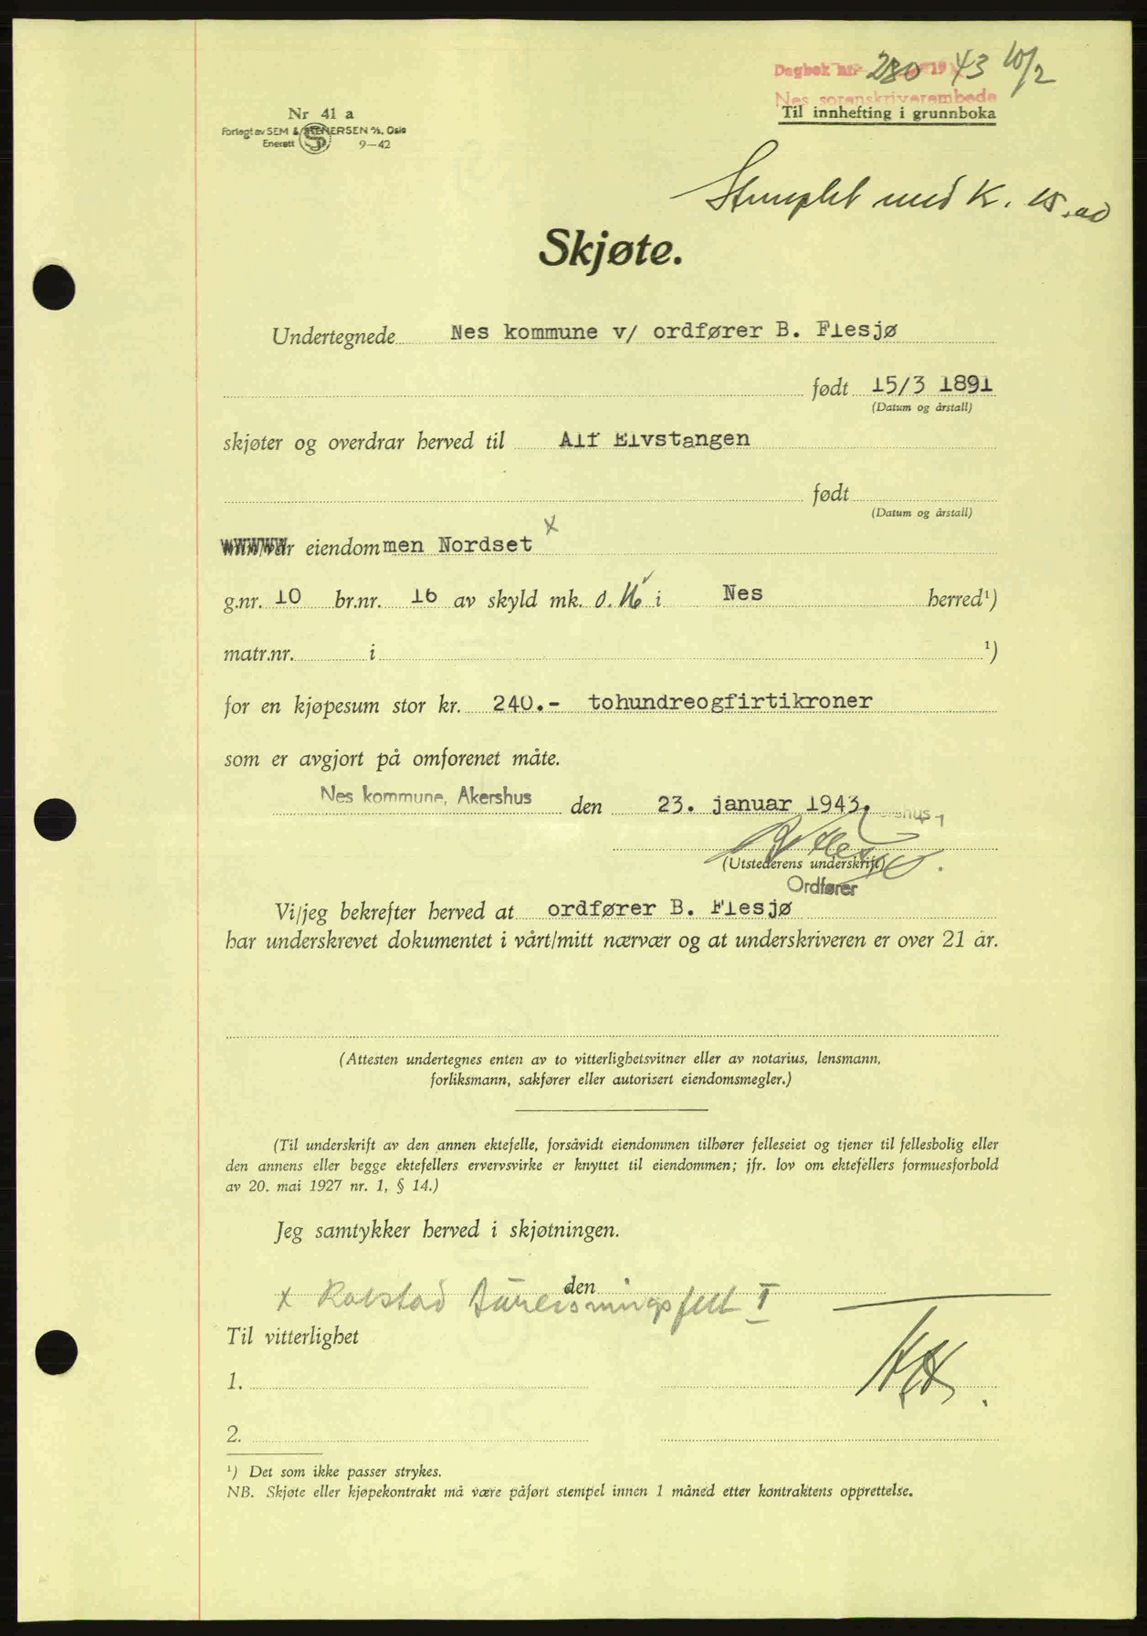 Dagbok nr. 280 1943 10/2
Nes sorenskriverembede
Til innhefting i grunnboka
Nr 41 a
Forlagt av SEM & STENERSEN A/S, Oslo
Enerett 9-42
Stemplet med K.
Skjøte.
Undertegnede Nes kommune v/ ordfører B. Flesjø
født 15/3 1891
(Datum og årstall)
skjøter og overdrar herved til Alf Elvstangen
født
(Datum og årstall)
x
eiendommen Nordset
g.nr. 10 br.nr. 16 av skyld mk. 0.16 i Nes herred¹)
matr.nr. i ¹)
for en kjøpesum stor kr. 240.- tohundreogfirtikroner
som er avgjort på omforenet måte.
Nes kommune, Akershus den 23. januar 1943.
B. Flesjø
(Utstederens underskrift)
Ordfører
Vi/jeg bekrefter herved at ordfører B. Flesjø
har underskrevet dokumentet i vårt/mitt nærvær og at underskriveren er over 21 år.
(Attesten undertegnes enten av to vitterlighetsvitner eller av notarius, lensmann,
forliksmann, sakfører eller autorisert eiendomsmegler.)
(Til underskrift av den annen ektefelle, forsåvidt eiendommen tilhører felleseiet og tjener til fellesbolig eller
den annens eller begge ektefellers ervervsvirke er knyttet til eiendommen; jfr. lov om ektefellers formuesforhold
av 20. mai 1927 nr. 1, § 14.)
Jeg samtykker herved i skjøtningen.
den
x Rakstad Bureisningsfelt I
Til vitterlighet
1.
2.
¹) Det som ikke passer strykes.
NB. Skjøte eller kjøpekontrakt må være påført stempel innen 1 måned etter kontraktens opprettelse.